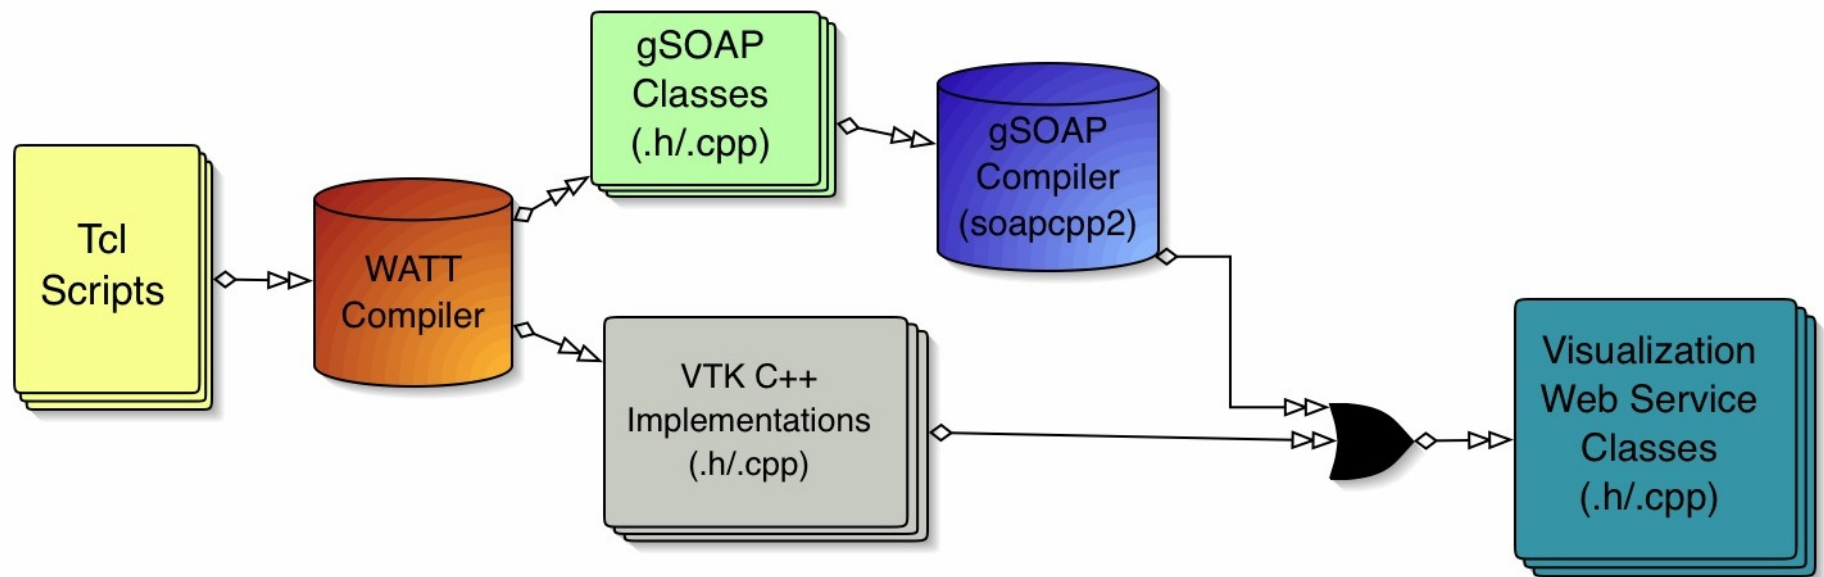 Tcl
Scripts
WATT
Compiler
gSOAP
Classes
(.h/.cpp)
gSOAP
Compiler
(soapcpp2)
VTK C++
Implementations
(.h/.cpp)
Visualization
Web Service
Classes
(.h/.cpp)